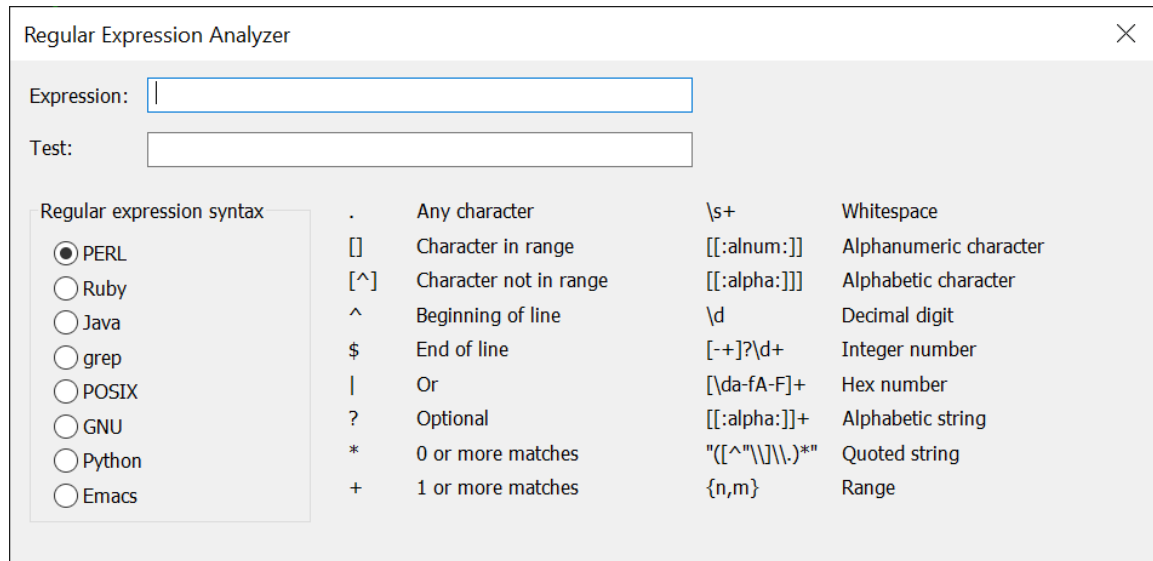 Regular Expression Analyzer
Expression:
Test:
Regular expression syntax
PERL
Ruby
Java
grep
POSIX
GNU
Python
Emacs
. Any character
[] Character in range
[^] Character not in range
^ Beginning of line
$ End of line
| Or
? Optional
* 0 or more matches
+ 1 or more matches
\s+ Whitespace
[[:alnum:]] Alphanumeric character
[[:alpha:]]] Alphabetic character
\d Decimal digit
[-+]?\d+ Integer number
[\da-fA-F]+ Hex number
[[:alpha:]]+ Alphabetic string
"([^"\\]\\.)*" Quoted string
{n,m} Range